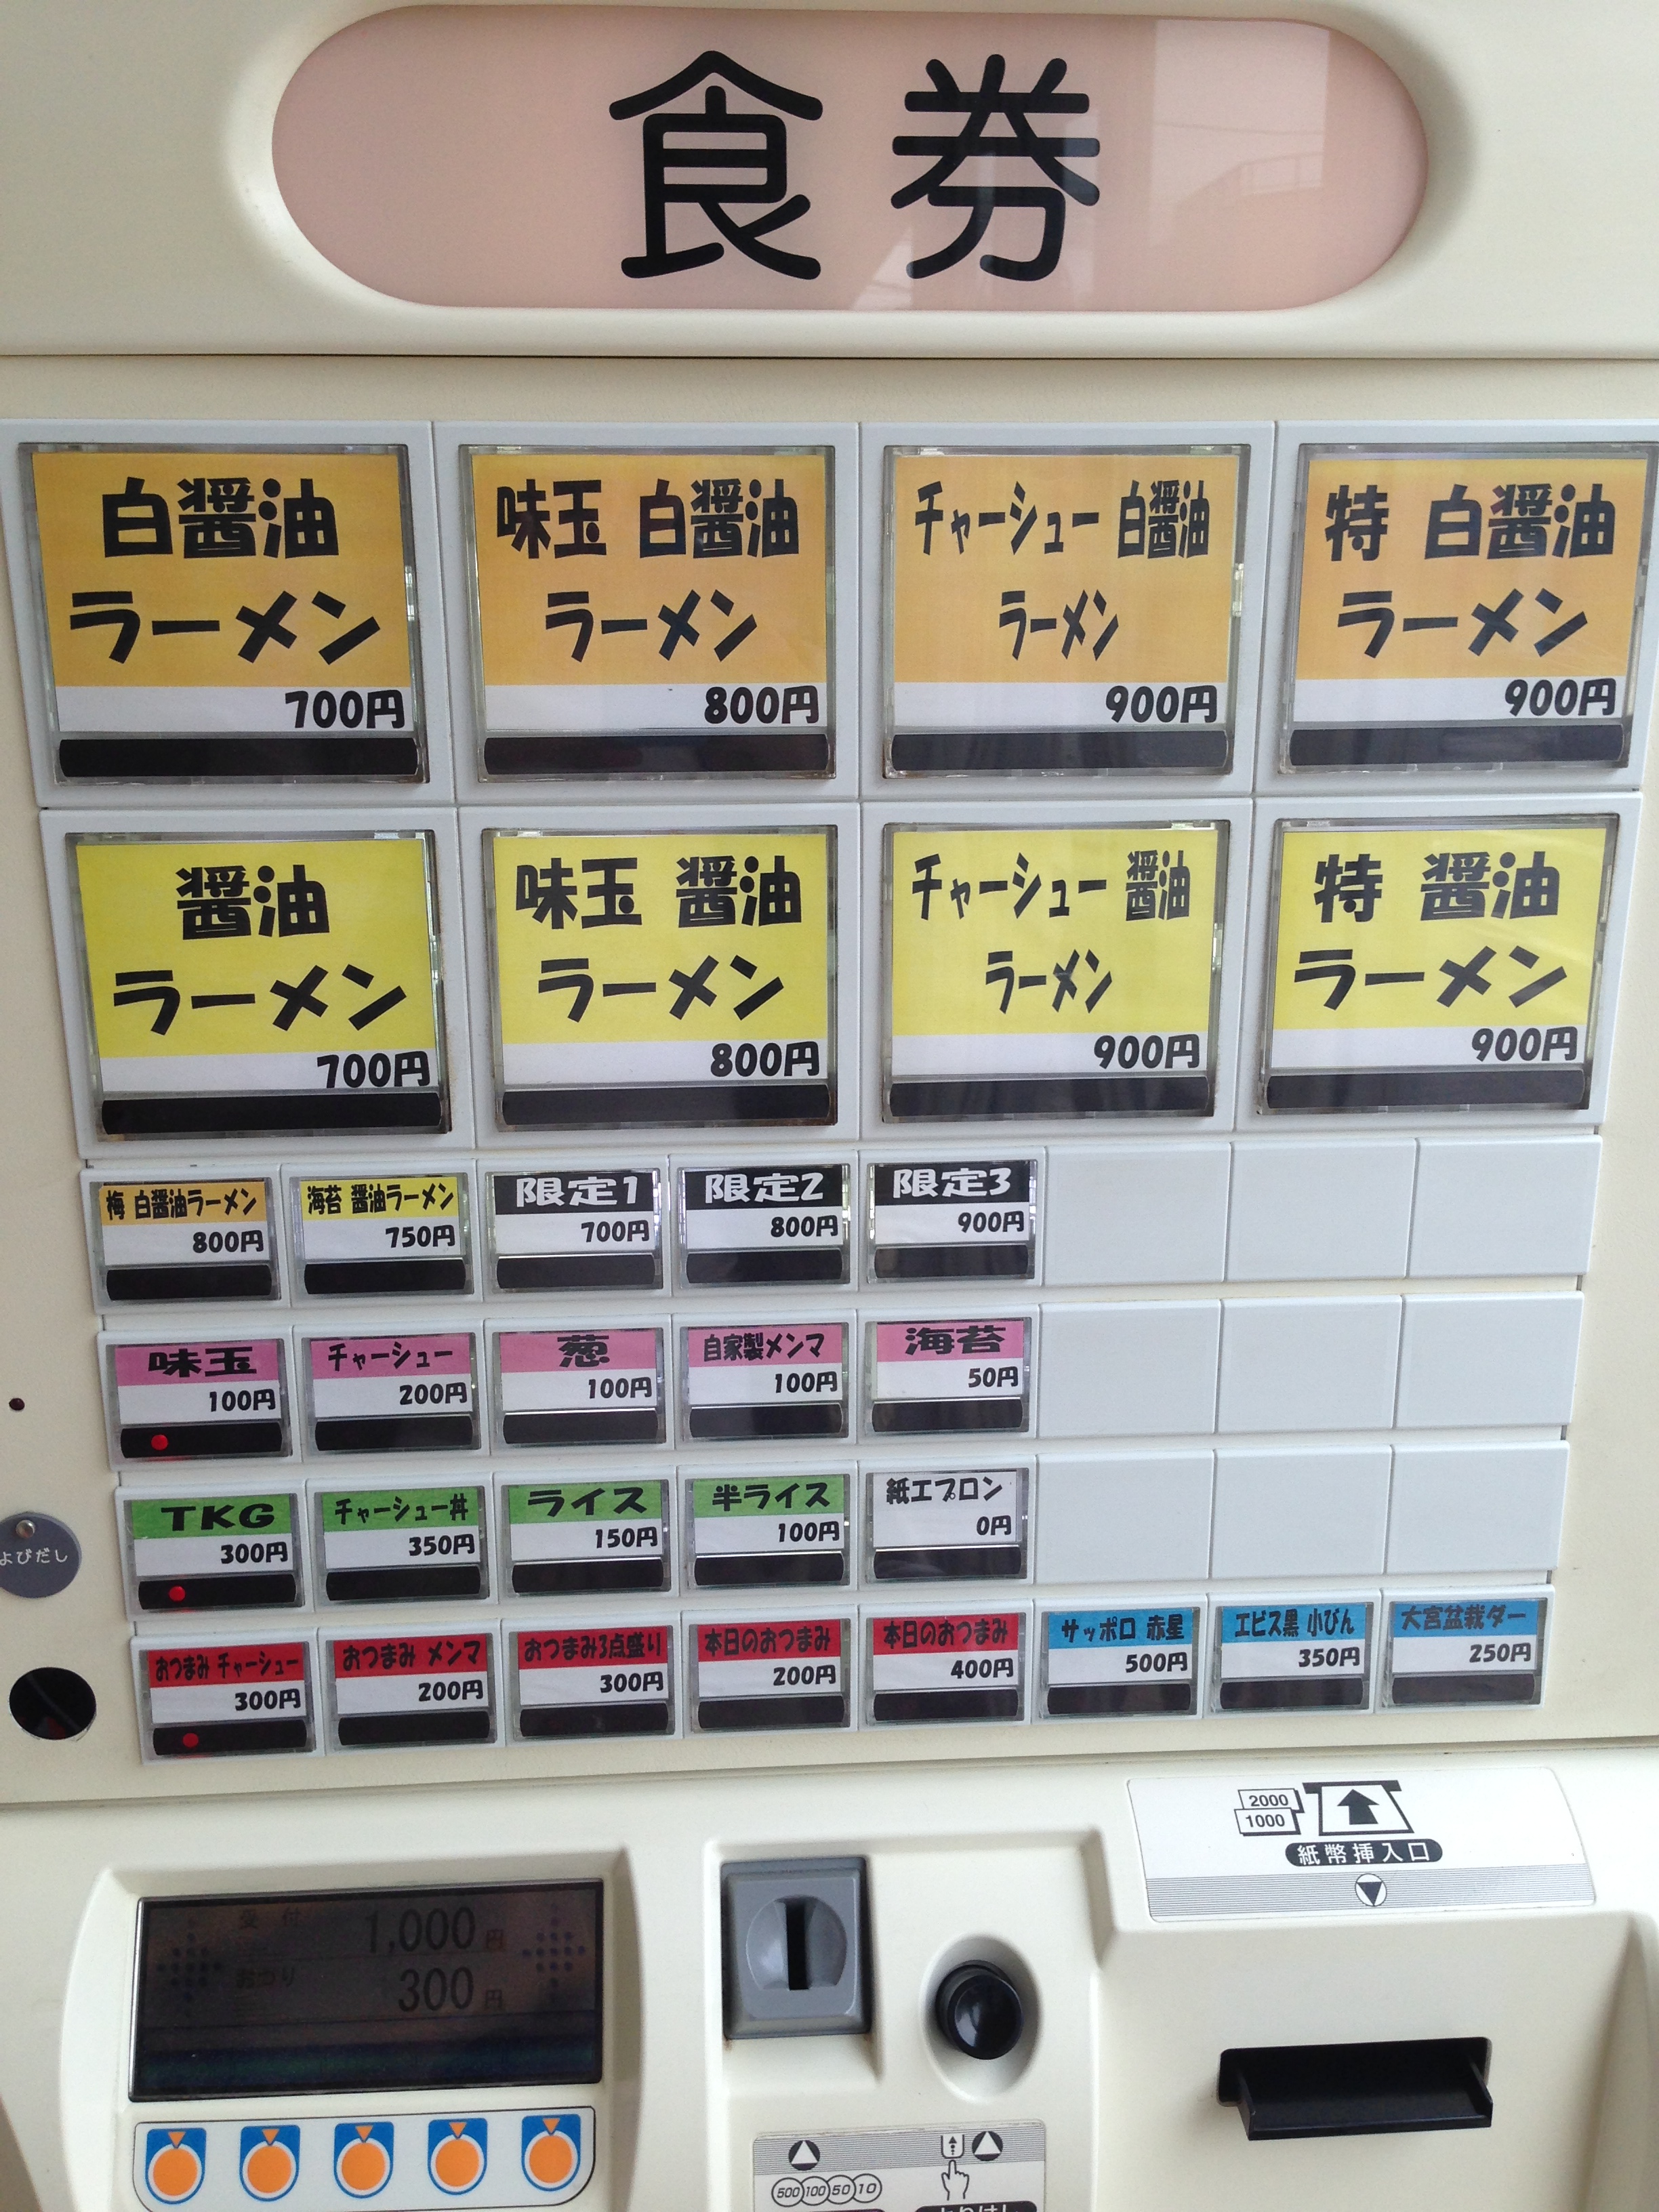 食券
白醤油
ラーメン
700円
味玉 白醤油
ラーメン
800円
チャーシュー 白醤油
ラーメン
900円
特 白醤油
ラーメン
900円
醤油
ラーメン
700円
味玉 醤油
ラーメン
800円
チャーシュー 醤油
ラーメン
900円
特 醤油
ラーメン
900円
梅 白醤油ラーメン
800円
海苔 醤油ラーメン
750円
限定1
700円
限定2
800円
限定3
900円
味玉
100円
チャーシュー
200円
葱
100円
自家製メンマ
100円
海苔
50円
TKG
300円
チャーシュー丼
350円
ライス
150円
半ライス
100円
紙エプロン
0円
よびだし
おつまみ チャーシュー
300円
おつまみ メンマ
200円
おつまみ3点盛り
300円
本日のおつまみ
200円
本日のおつまみ
400円
サッポロ 赤星
500円
エビス黒 小びん
350円
大宮盆栽ダー
250円
2000
1000
紙幣挿入口
受付 1,000円
おつり 300円
500 100 50 10